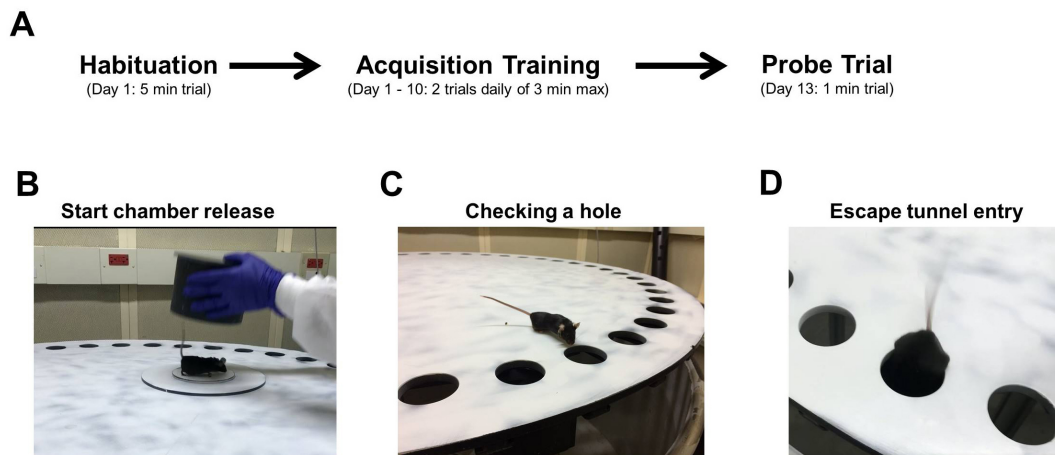 A
Habituation
(Day 1: 5 min trial)
Acquisition Training
(Day 1 - 10: 2 trials daily of 3 min max)
Probe Trial
(Day 13: 1 min trial)
B
Start chamber release
C
Checking a hole
D
Escape tunnel entry